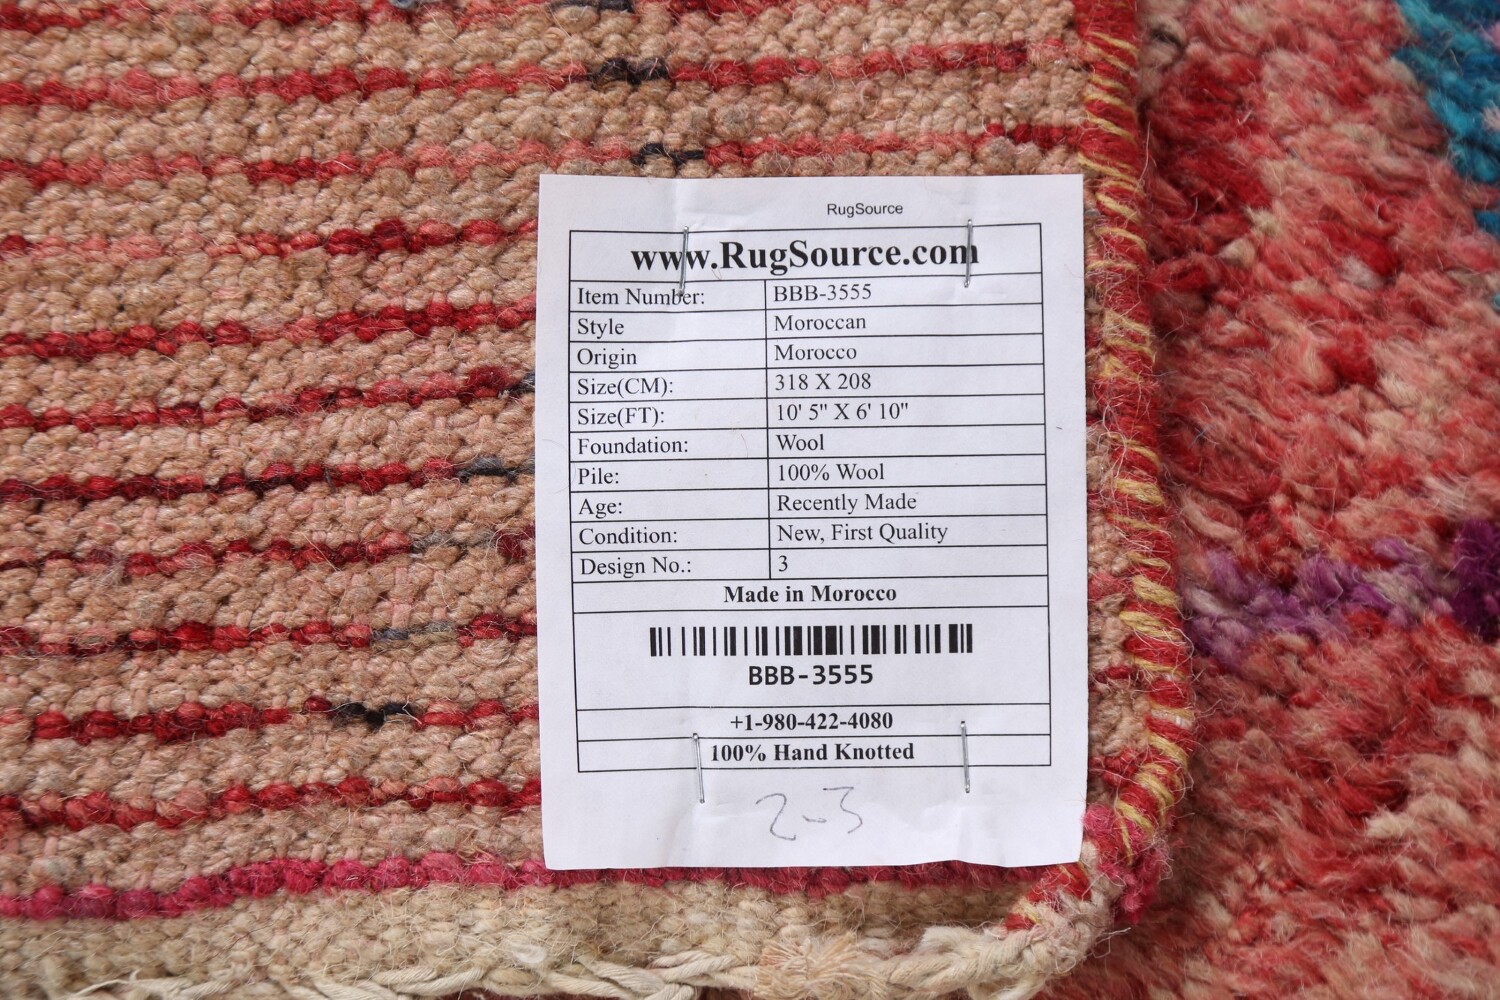 RugSource
www.RugSource.com
Item Number: BBB-3555
Style Moroccan
Origin Morocco
Size(CM): 318 X 208
Size(FT): 10' 5" X 6' 10"
Foundation: Wool
Pile: 100% Wool
Age: Recently Made
Condition: New, First Quality
Design No.: 3
Made in Morocco
BBB-3555
+1-980-422-4080
100% Hand Knotted
2-3